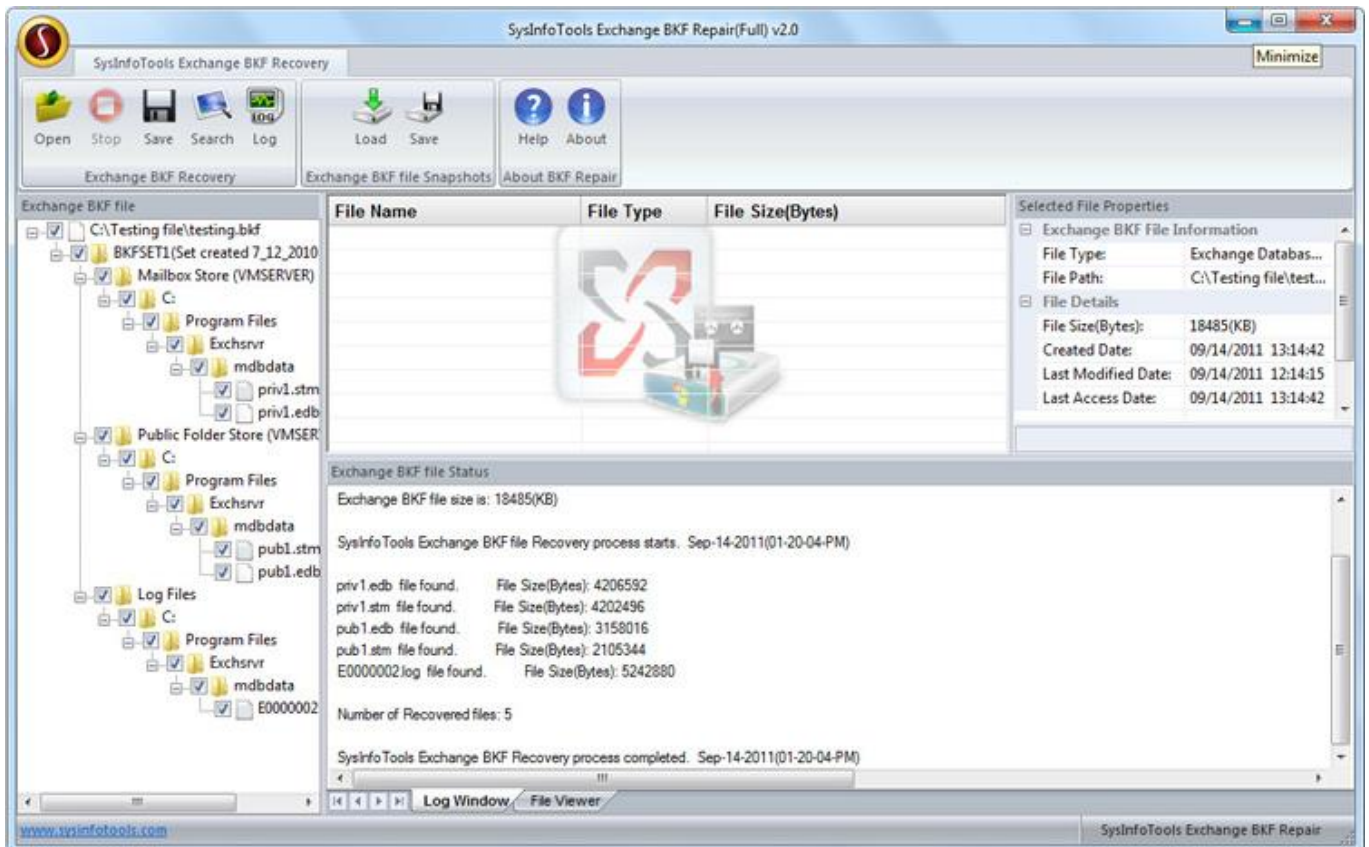 SysInfoTools Exchange BKF Repair(Full) v2.0
Minimize
SysInfoTools Exchange BKF Recovery
Open Stop Save Search Log
Load Save
Help About
Exchange BKF Recovery
Exchange BKF file Snapshots
About BKF Repair
Exchange BKF file
C:\Testing file\testing.bkf
BKFSET1(Set created 7_12_2010
Mailbox Store (VMSERVER)
C:
Program Files
Exchsrvr
mdbdata
priv1.stm
priv1.edb
Public Folder Store (VMSER
C:
Program Files
Exchsrvr
mdbdata
pub1.stm
pub1.edb
Log Files
C:
Program Files
Exchsrvr
mdbdata
E0000002
File Name File Type File Size(Bytes)
Selected File Properties
Exchange BKF File Information
File Type: Exchange Databas...
File Path: C:\Testing file\test...
File Details
File Size(Bytes): 18485(KB)
Created Date: 09/14/2011 13:14:42
Last Modified Date: 09/14/2011 12:14:15
Last Access Date: 09/14/2011 13:14:42
Exchange BKF file Status
Exchange BKF file size is: 18485(KB)
SysInfoTools Exchange BKF file Recovery process starts. Sep-14-2011(01-20-04-PM)
priv1.edb file found. File Size(Bytes): 4206592
priv1.stm file found. File Size(Bytes): 4202496
pub1.edb file found. File Size(Bytes): 3158016
pub1.stm file found. File Size(Bytes): 2105344
E0000002.log file found. File Size(Bytes): 5242880
Number of Recovered files: 5
SysInfoTools Exchange BKF Recovery process completed. Sep-14-2011(01-20-04-PM)
Log Window File Viewer
www.sysinfotools.com
SysInfoTools Exchange BKF Repair